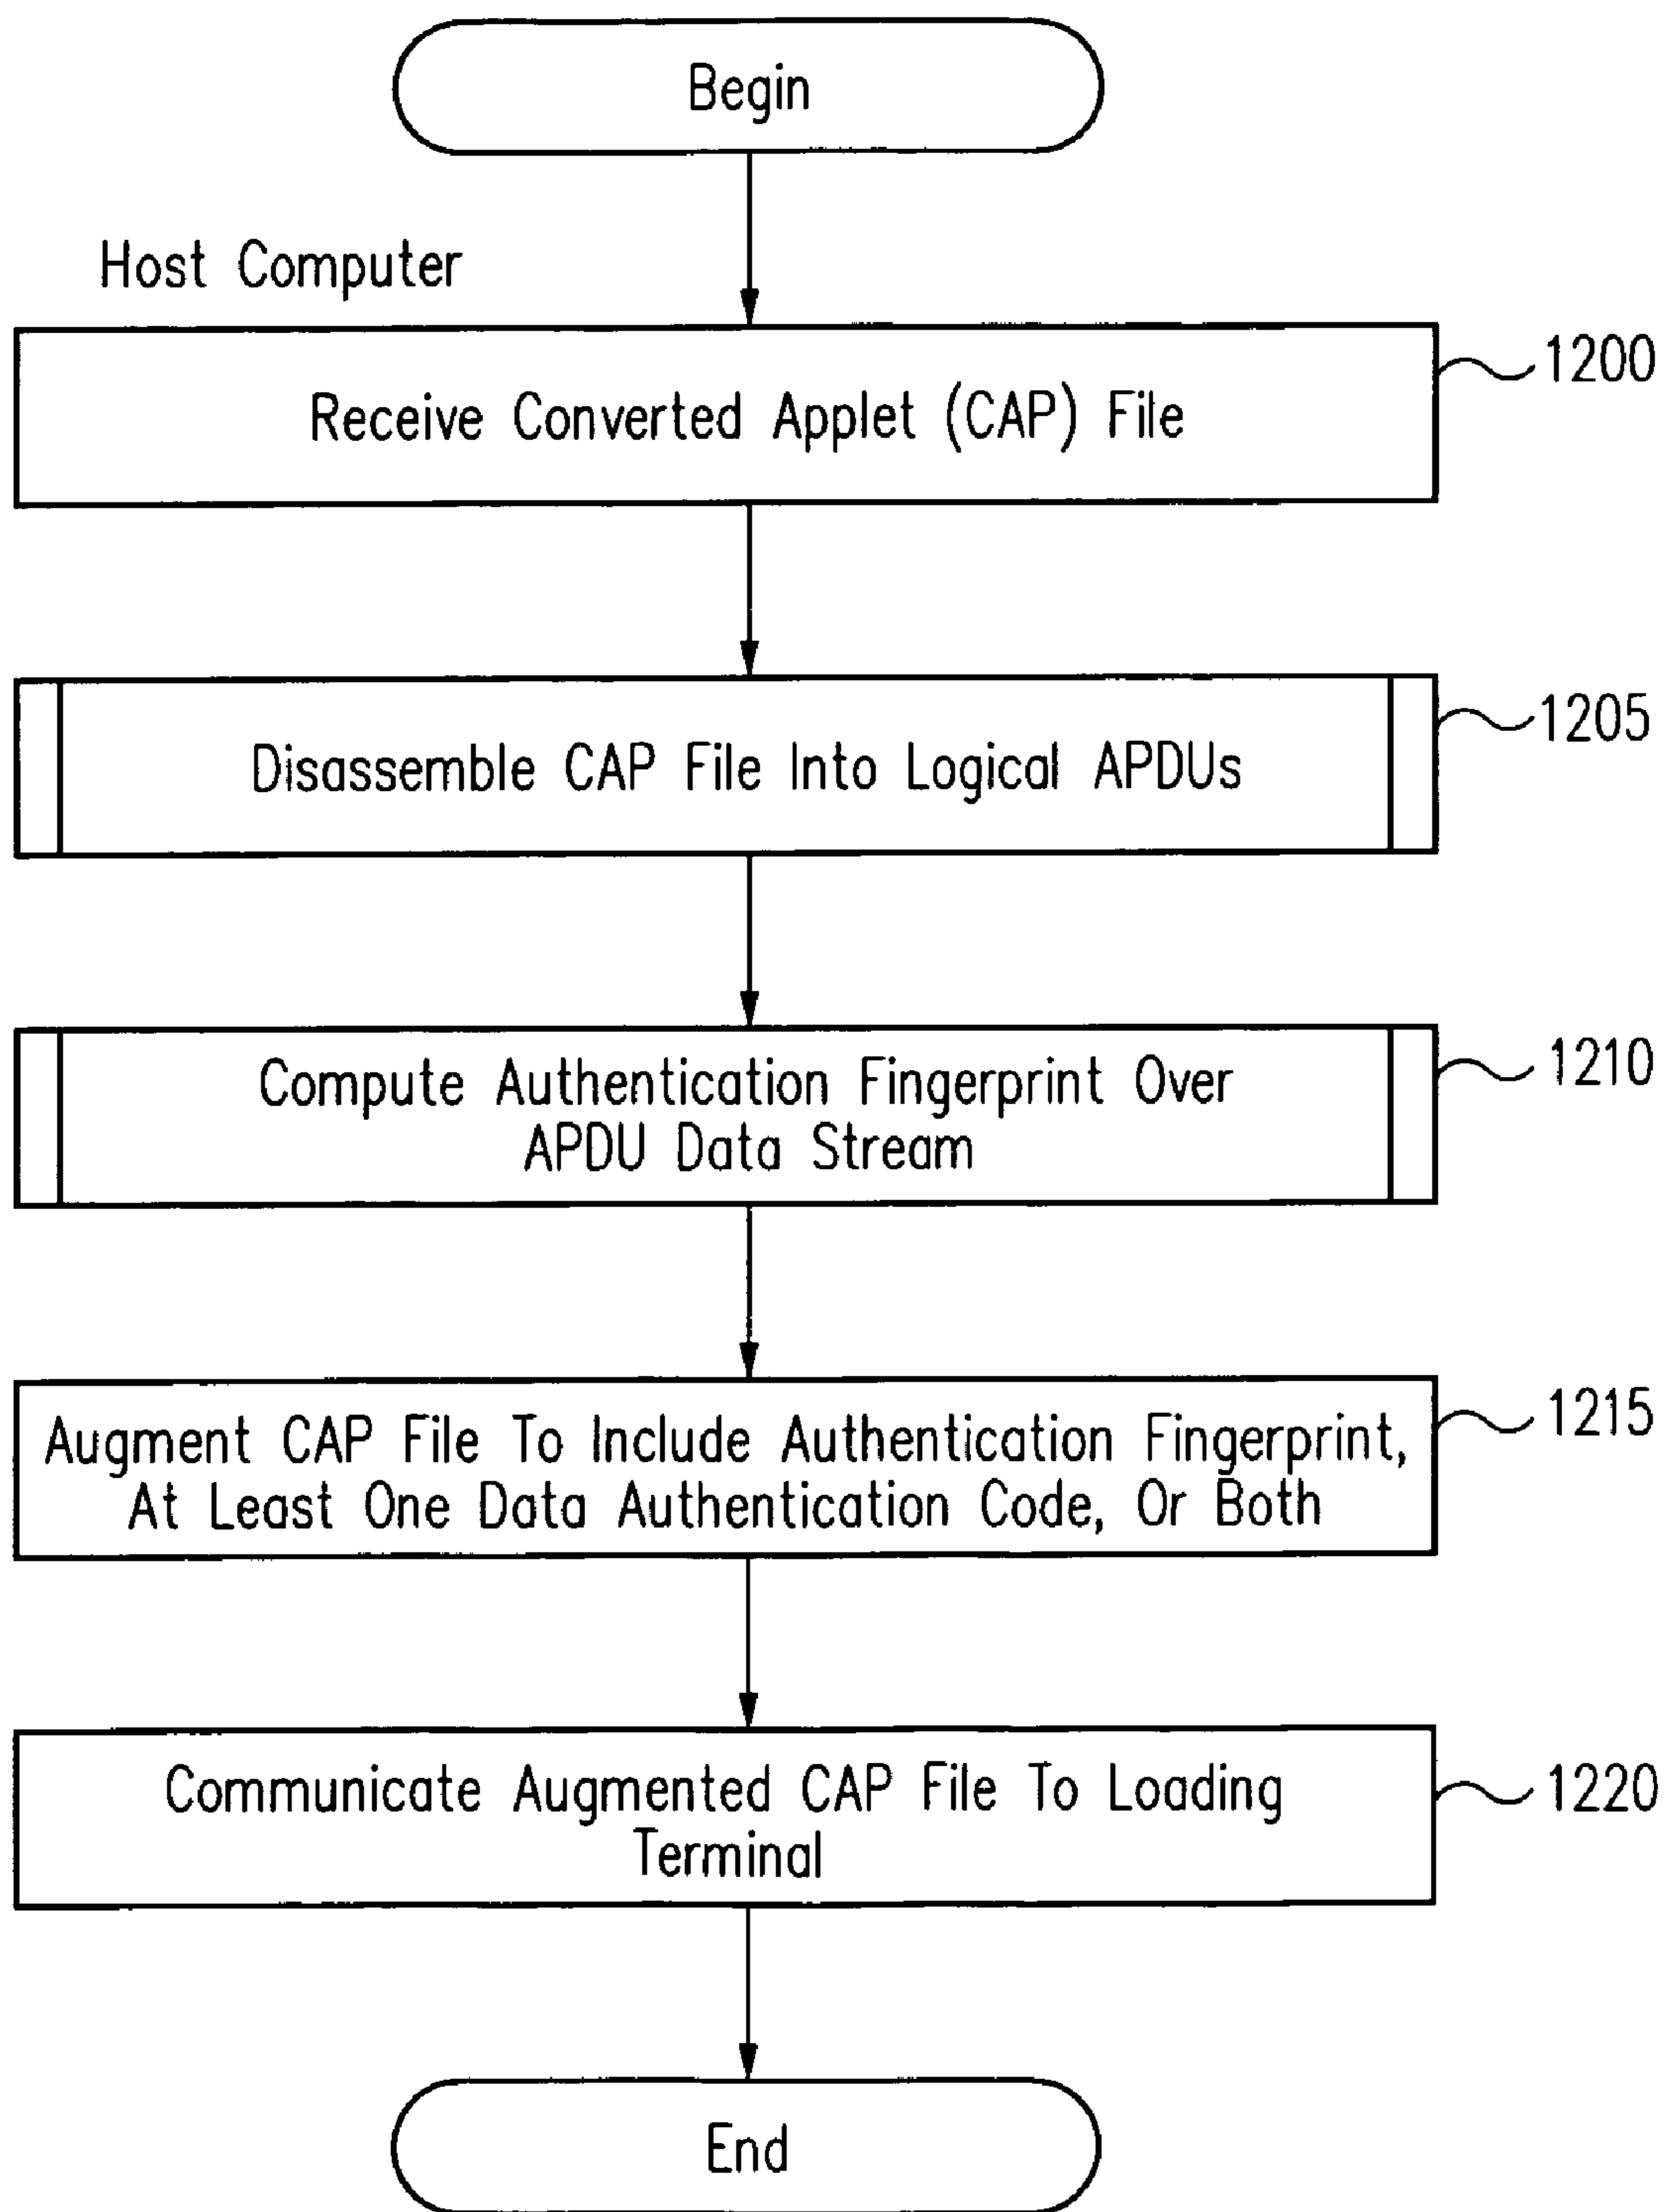 Begin
Host Computer
1200
Receive Converted Applet (CAP) File
1205
Disassemble CAP File Into Logical APDUs
1210
Compute Authentication Fingerprint Over
APDU Data Stream
1215
Augment CAP File To Include Authentication Fingerprint,
At Least One Data Authentication Code, Or Both
1220
Communicate Augmented CAP File To Loading
Terminal
End